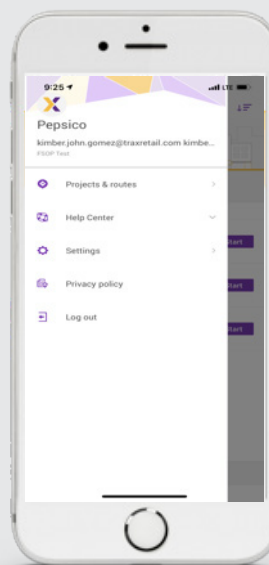 9:25 LTE
Pepsico
kimber.john.gomez@traxretail.com kimbe...
FSOP Test
Projects & routes
Help Center
Start
Settings
Start
Privacy policy
Log out
Start